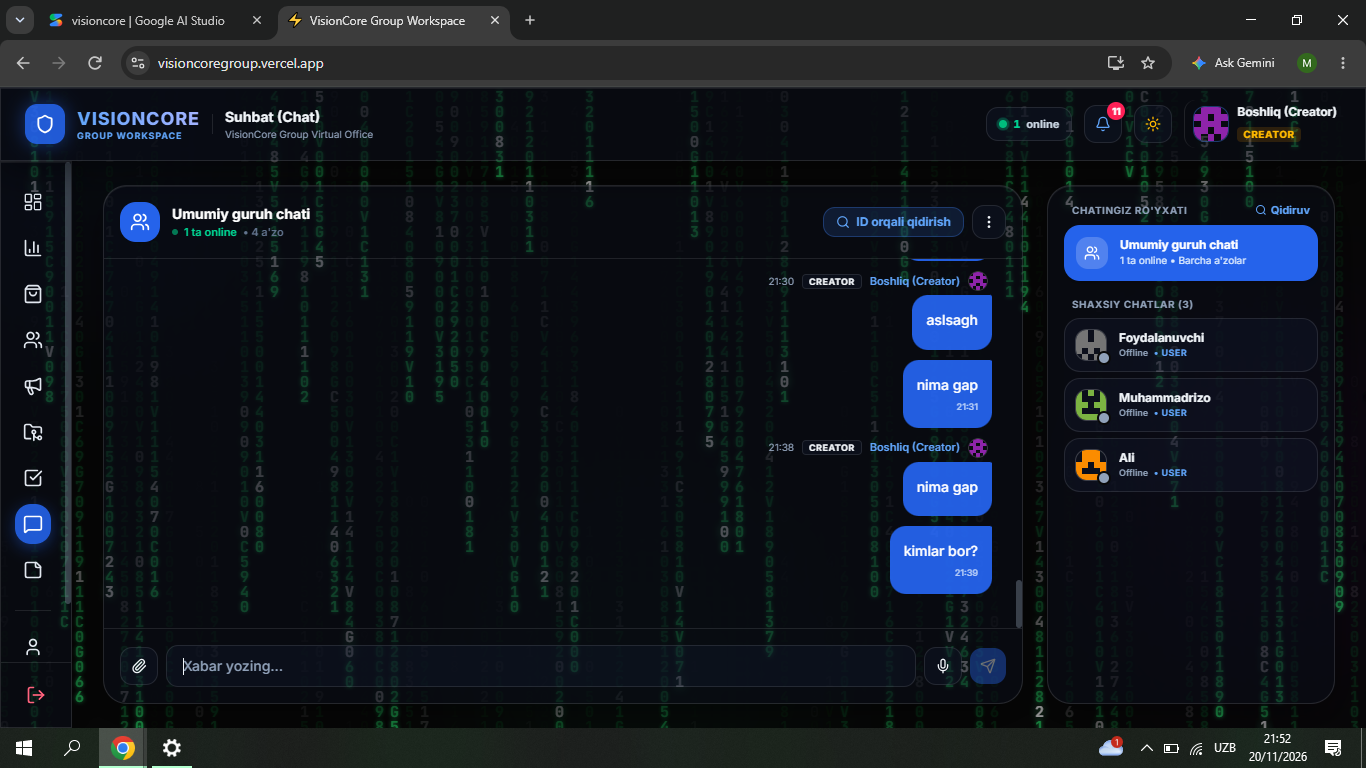 visioncore | Google AI Studio
VisionCore Group Workspace
visioncoregroup.vercel.app
Ask Gemini
M
VISIONCORE
GROUP WORKSPACE
Suhbat (Chat)
VisionCore Group Virtual Office
1 online
11
Boshliq (Creator)
CREATOR
Umumiy guruh chati
1 ta online • 4 a'zo
ID orqali qidirish
21:30 CREATOR Boshliq (Creator)
aslsagh
nima gap
21:31
21:38 CREATOR Boshliq (Creator)
nima gap
kimlar bor?
21:39
Xabar yozing...
CHATINGIZ RO'YXATI
Qidiruv
Umumiy guruh chati
1 ta online • Barcha a'zolar
SHAXSIY CHATLAR (3)
Foydalanuvchi
Offline • USER
Muhammadrizo
Offline • USER
Ali
Offline • USER
1
UZB
21:52
20/11/2026